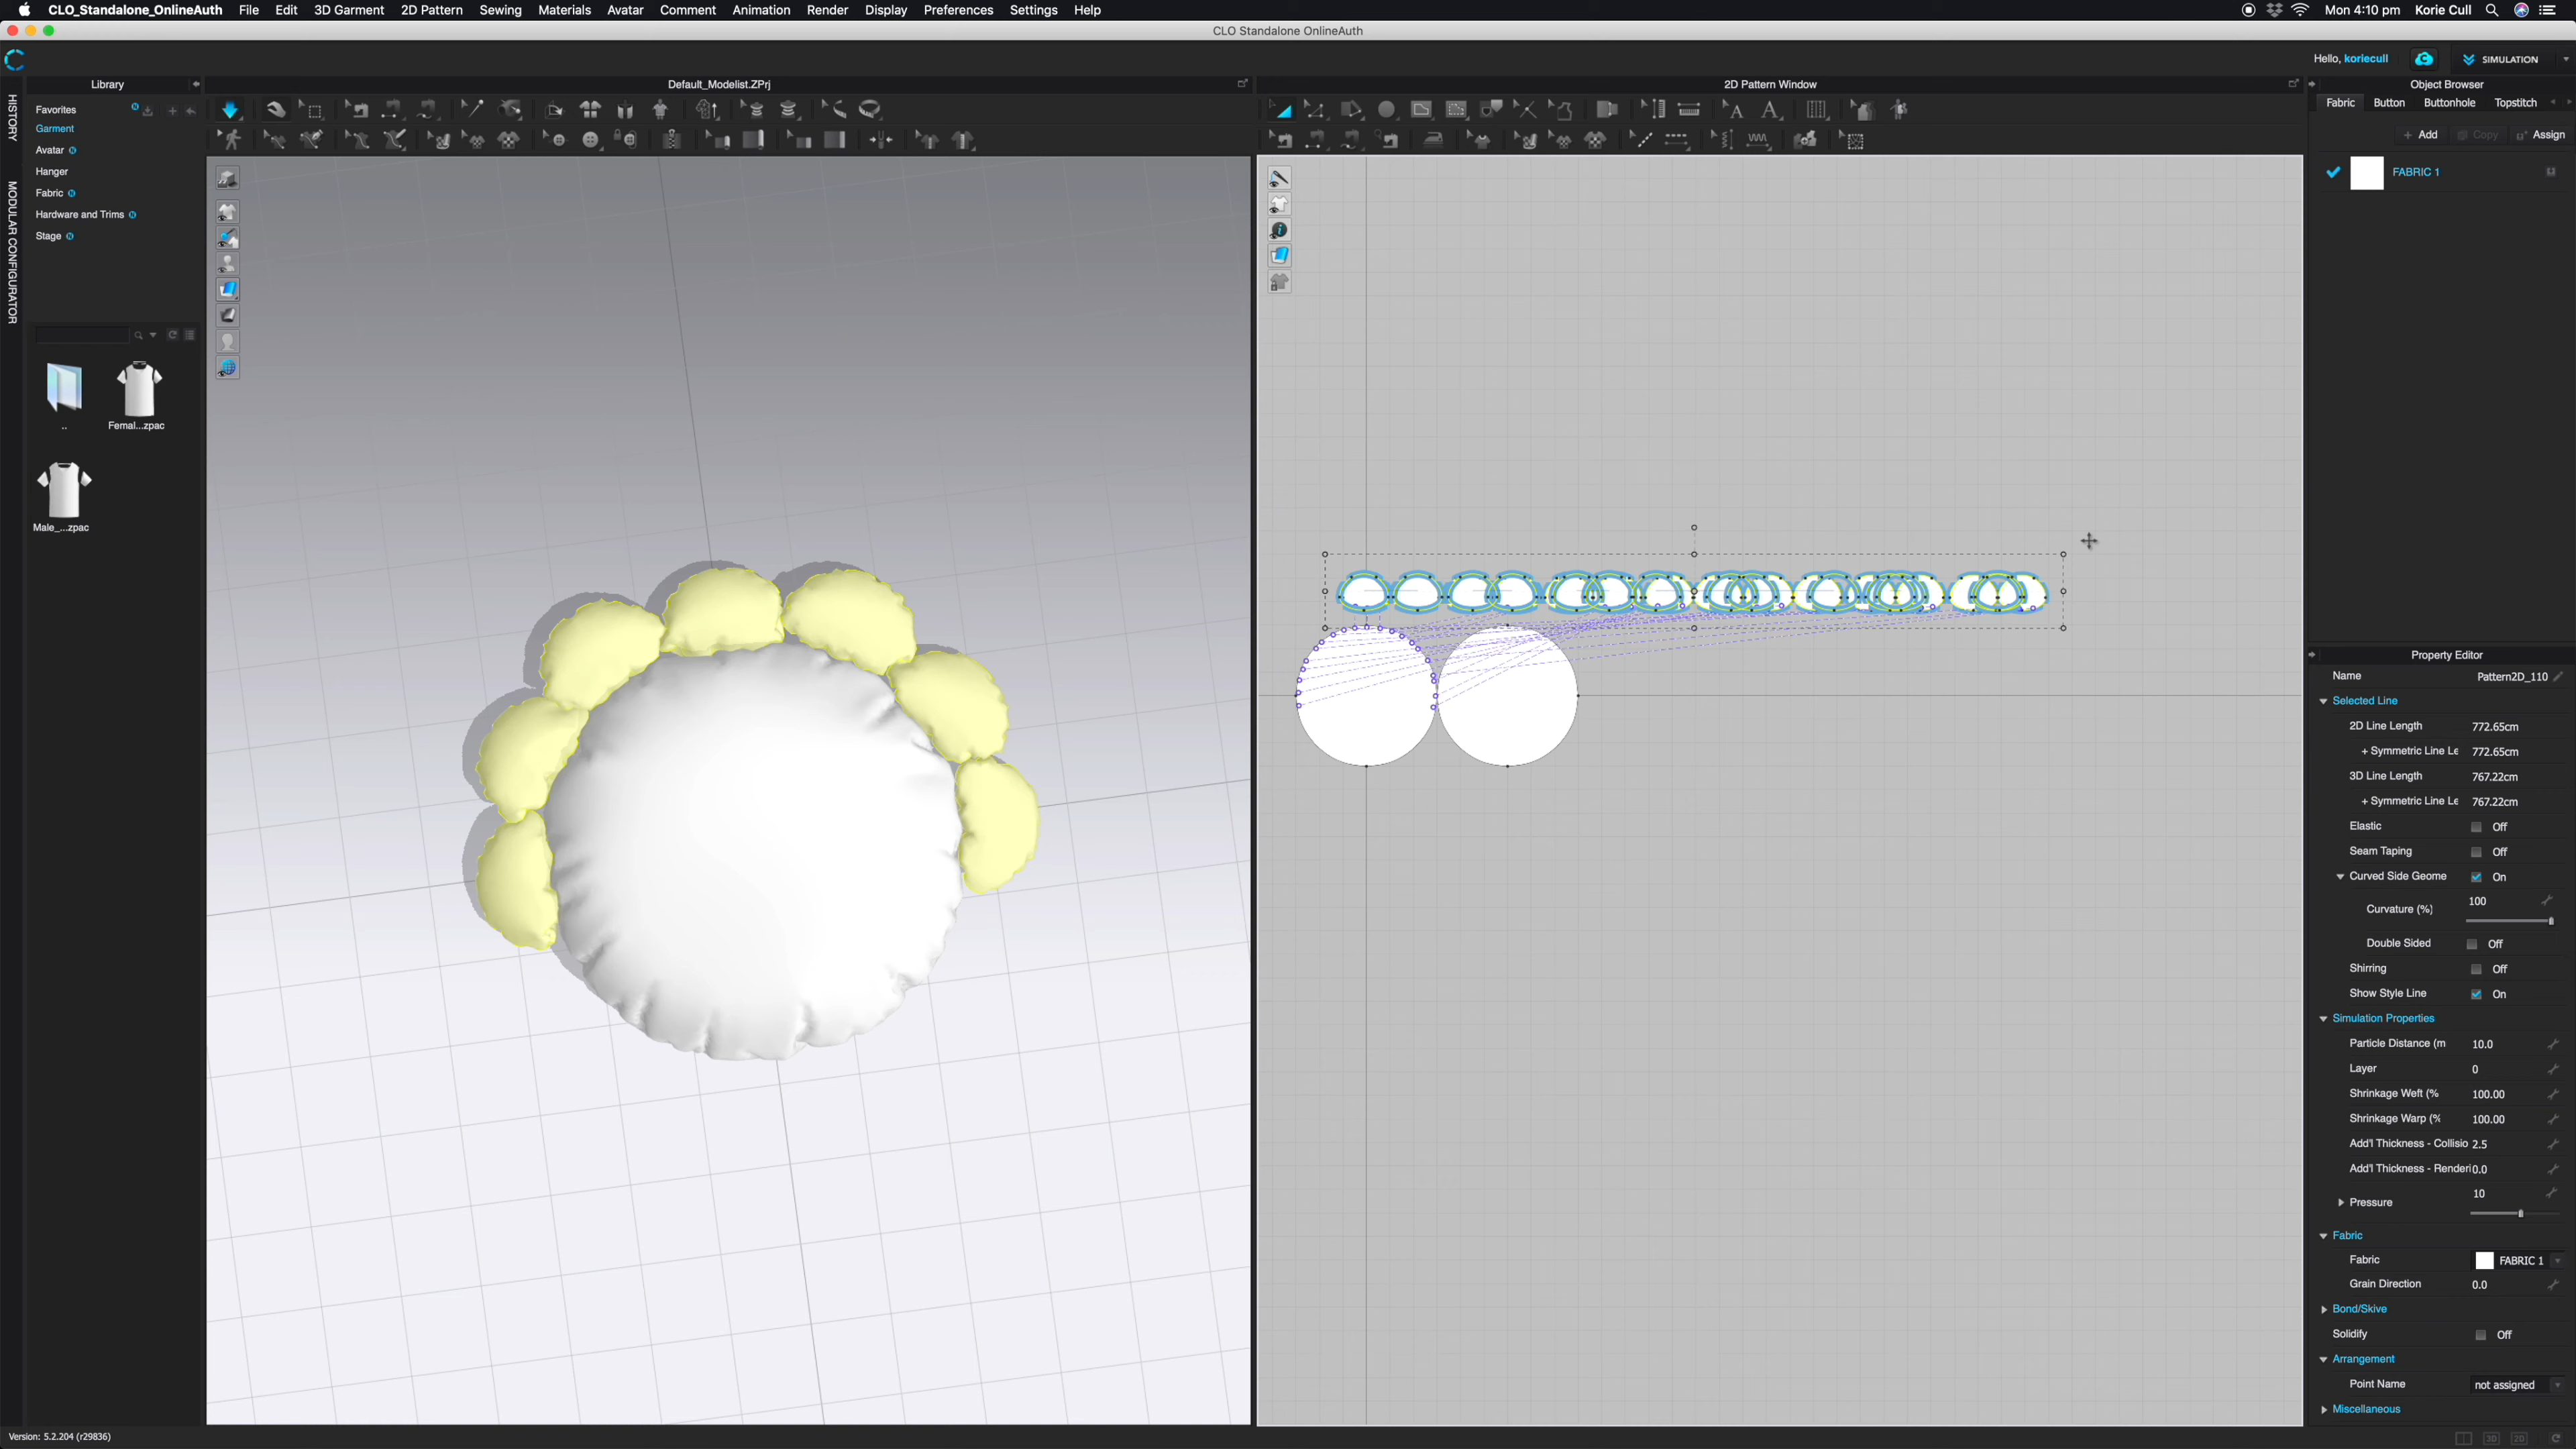 CLO_Standalone_OnlineAuth File Edit 3D Garment 2D Pattern Sewing Materials Avatar Comment Animation Render Display Preferences Settings Help Mon 4:10 pm Korie Cull
CLO Standalone OnlineAuth
Hello, koriecull SIMULATION
Library
Default_Modelist.ZPrj
2D Pattern Window
Object Browser
HISTORY
MODULAR CONFIGURATOR
Favorites
Garment
Avatar
Hanger
Fabric
Hardware and Trims
Stage
..
Femal...zpac
Male_...zpac
Fabric Button Buttonhole Topstitch
+ Add Copy Assign
FABRIC 1
Property Editor
Name Pattern2D_110
Selected Line
2D Line Length 772.65cm
+ Symmetric Line Le 772.65cm
3D Line Length 767.22cm
+ Symmetric Line Le 767.22cm
Elastic Off
Seam Taping Off
Curved Side Geome On
Curvature (%) 100
Double Sided Off
Shirring Off
Show Style Line On
Simulation Properties
Particle Distance (m 10.0
Layer 0
Shrinkage Weft (% 100.00
Shrinkage Warp (% 100.00
Add'l Thickness - Collisio 2.5
Add'l Thickness - Renderi 0.0
Pressure 10
Fabric
Fabric FABRIC 1
Grain Direction 0.0
Bond/Skive
Solidify Off
Arrangement
Point Name not assigned
Miscellaneous
Version: 5.2.204 (r29836)
3D 2D